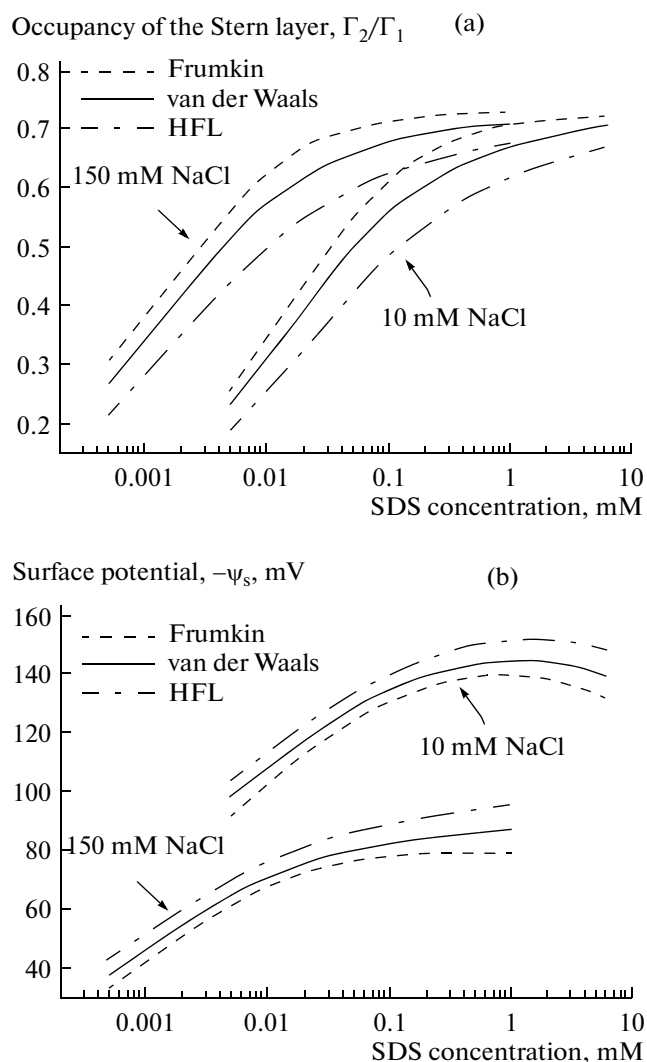 Occupancy of the Stern layer, Γ₂/Γ₁ (a)
0.8
Frumkin
van der Waals
0.7
HFL
150 mM NaCl
0.6
0.5
10 mM NaCl
0.4
0.3
0.2
0.001 0.01 0.1 1 10
SDS concentration, mM
Surface potential, –ψₛ, mV (b)
160
Frumkin
van der Waals
140
HFL
10 mM NaCl
120
100
150 mM NaCl
80
60
40
0.001 0.01 0.1 1 10
SDS concentration, mM